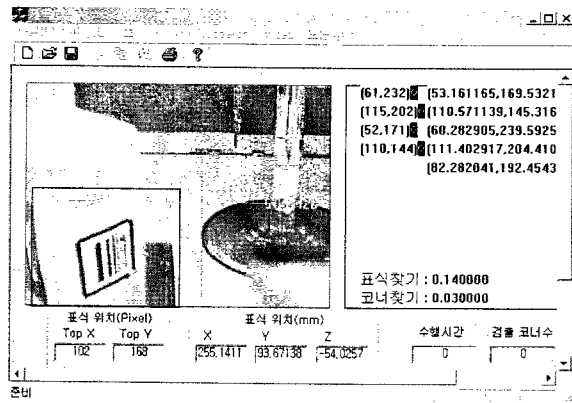 (61,232) (53.161165,169.5321
(115,202) (110.571139,145.316
(52,171) (60.282905,239.5925
(110,144) (111.402917,204.410
(82.282041,192.4543
표식찾기 : 0.140000
코너찾기 : 0.030000
표식 위치(Pixel)
표식 위치(mm)
Top X Top Y X Y Z
수행시간 검출 코너수
102 168 255.1411 93.67138 -54.0257 0 0
준비